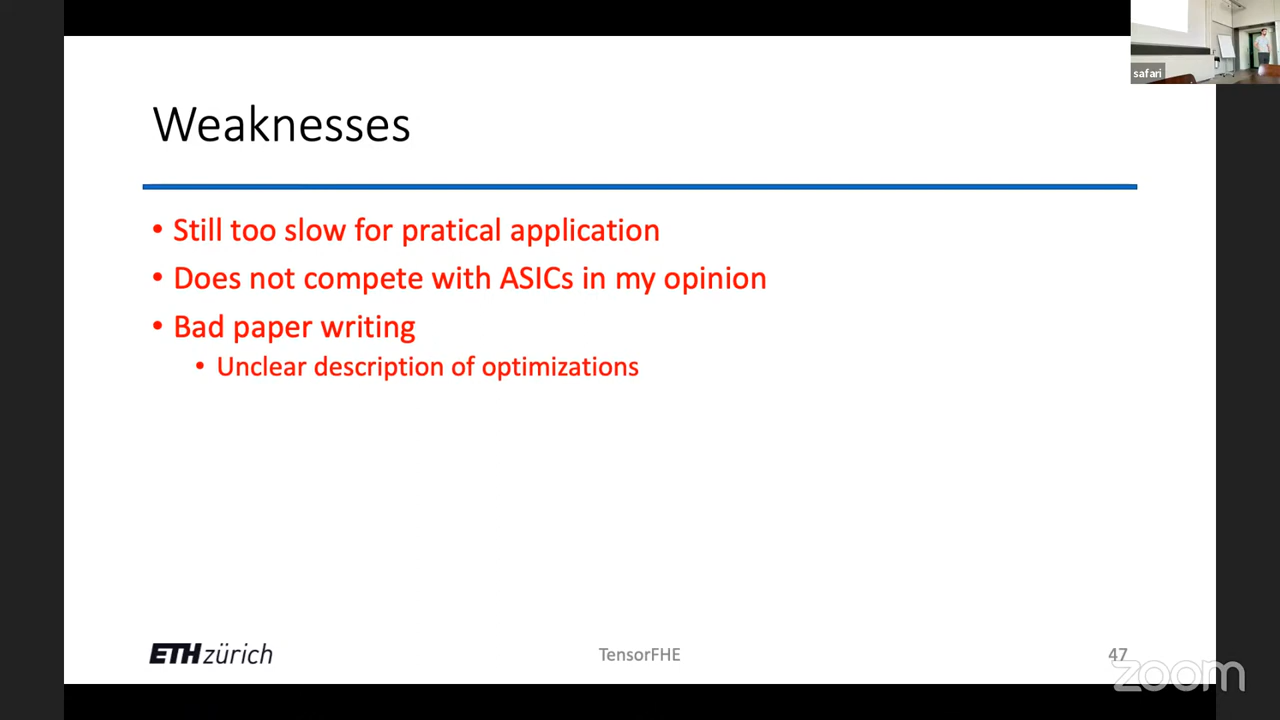 safari
Weaknesses
• Still too slow for pratical application
• Does not compete with ASICs in my opinion
• Bad paper writing
• Unclear description of optimizations
ETH zürich
TensorFHE
47
zoom